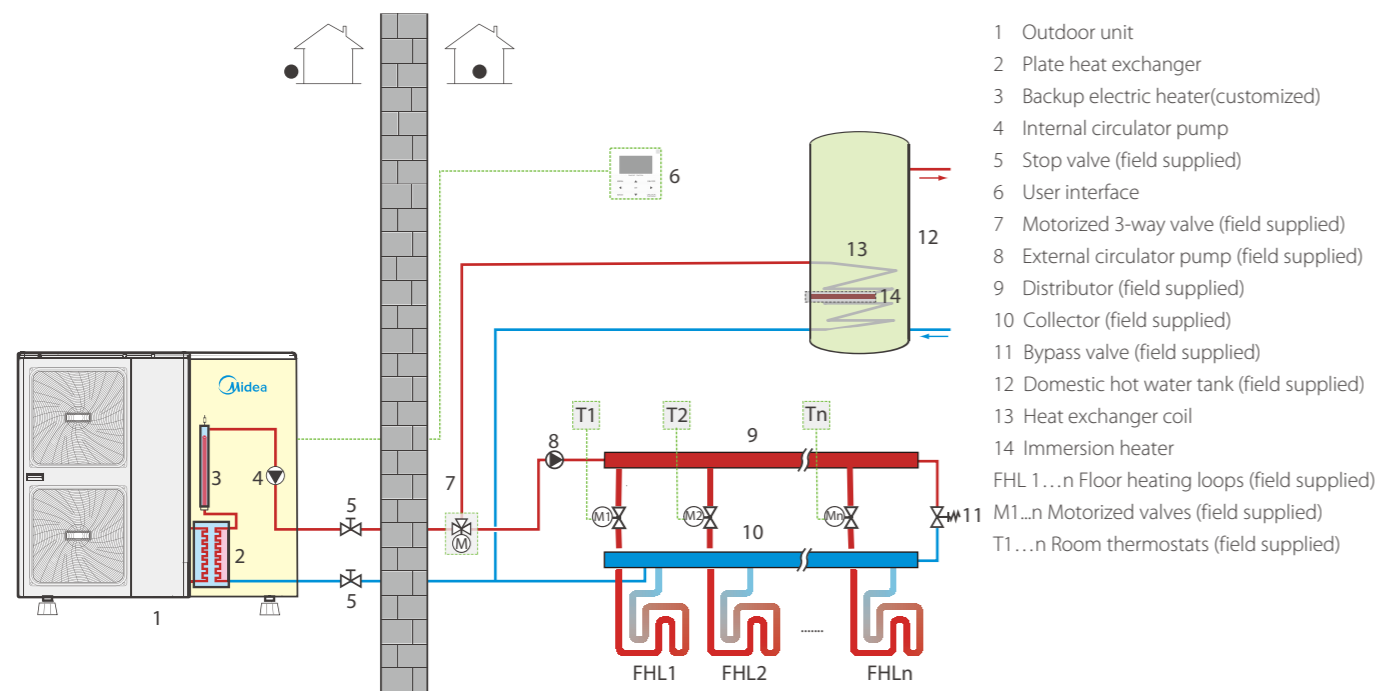 1 Outdoor unit
2 Plate heat exchanger
3 Backup electric heater(customized)
4 Internal circulator pump
5 Stop valve (field supplied)
6 User interface
7 Motorized 3-way valve (field supplied)
8 External circulator pump (field supplied)
9 Distributor (field supplied)
10 Collector (field supplied)
11 Bypass valve (field supplied)
12 Domestic hot water tank (field supplied)
13 Heat exchanger coil
14 Immersion heater
FHL 1...n Floor heating loops (field supplied)
M1...n Motorized valves (field supplied)
T1...n Room thermostats (field supplied)
6
12
13
14
Midea
3
4
2
1
5
5
7
M
8
T1
T2
Tn
9
M1
M2
Mn
11
10
.......
FHL1
FHL2
FHLn